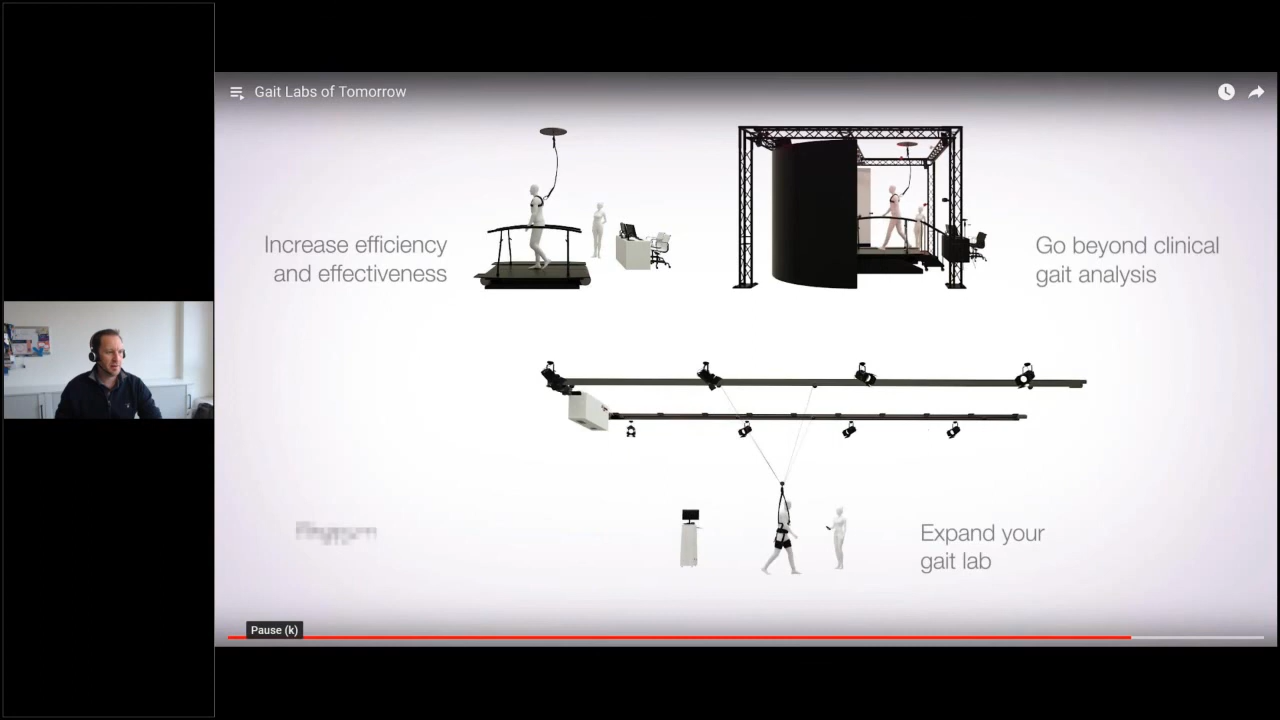 Gait Labs of Tomorrow
Increase efficiency
and effectiveness
Go beyond clinical
gait analysis
Expand your
gait lab
Pause (k)